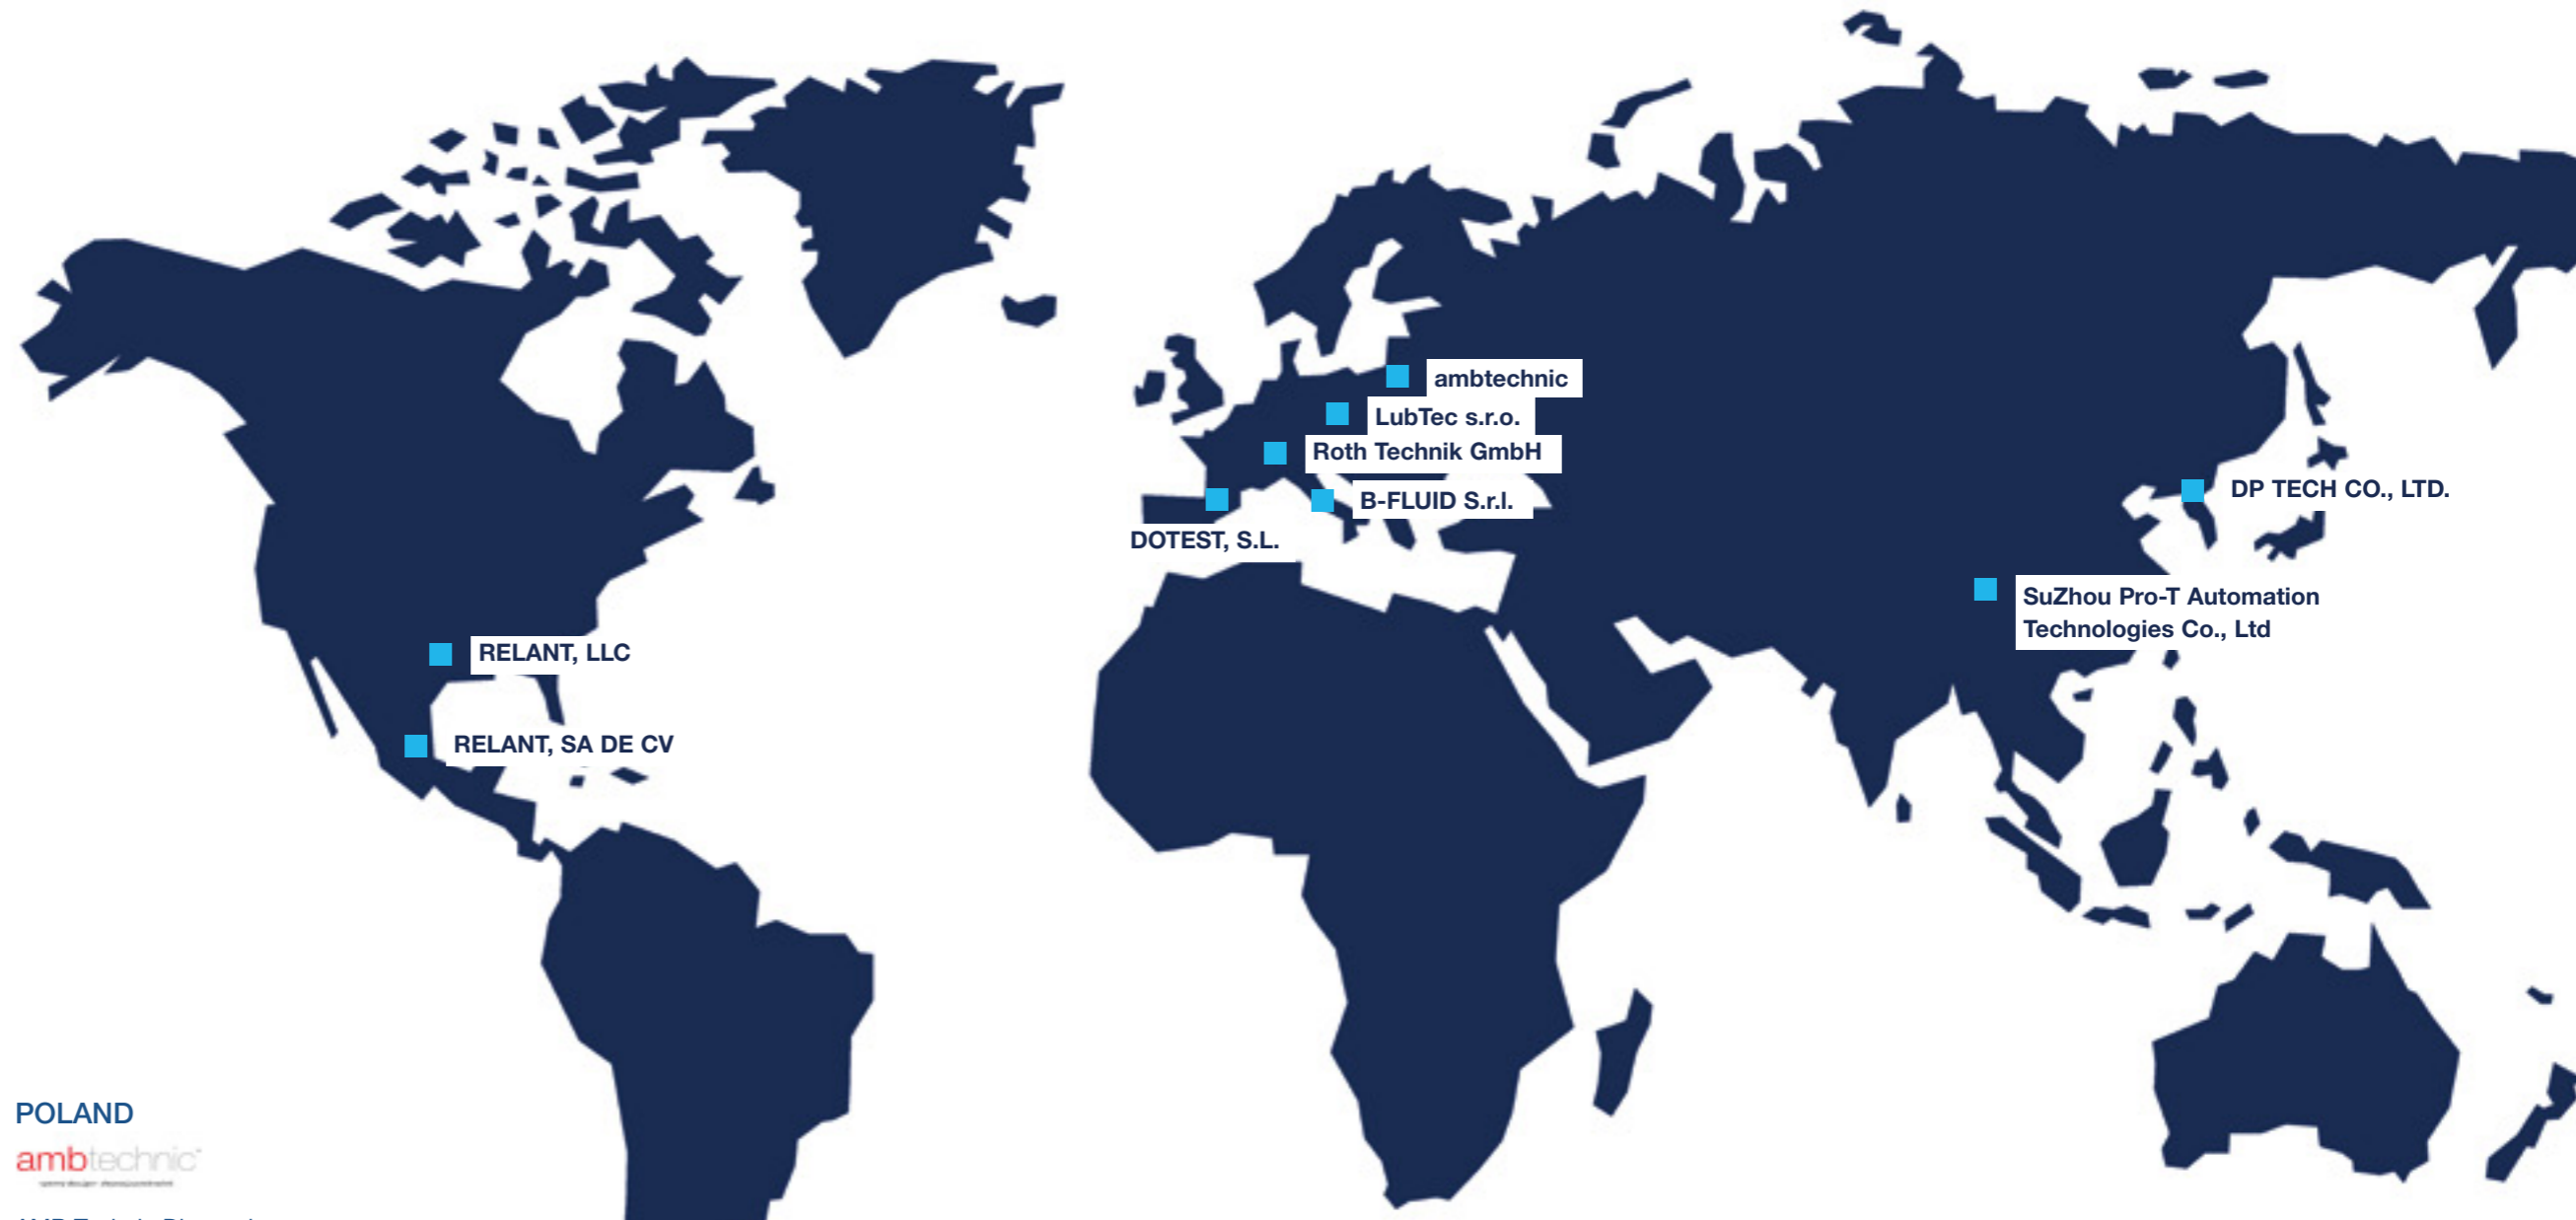 ambtechnic
LubTec s.r.o.
Roth Technik GmbH
B-FLUID S.r.l.
DOTEST, S.L.
DP TECH CO., LTD.
SuZhou Pro-T Automation
Technologies Co., Ltd
RELANT, LLC
RELANT, SA DE CV
POLAND
ambtechnic